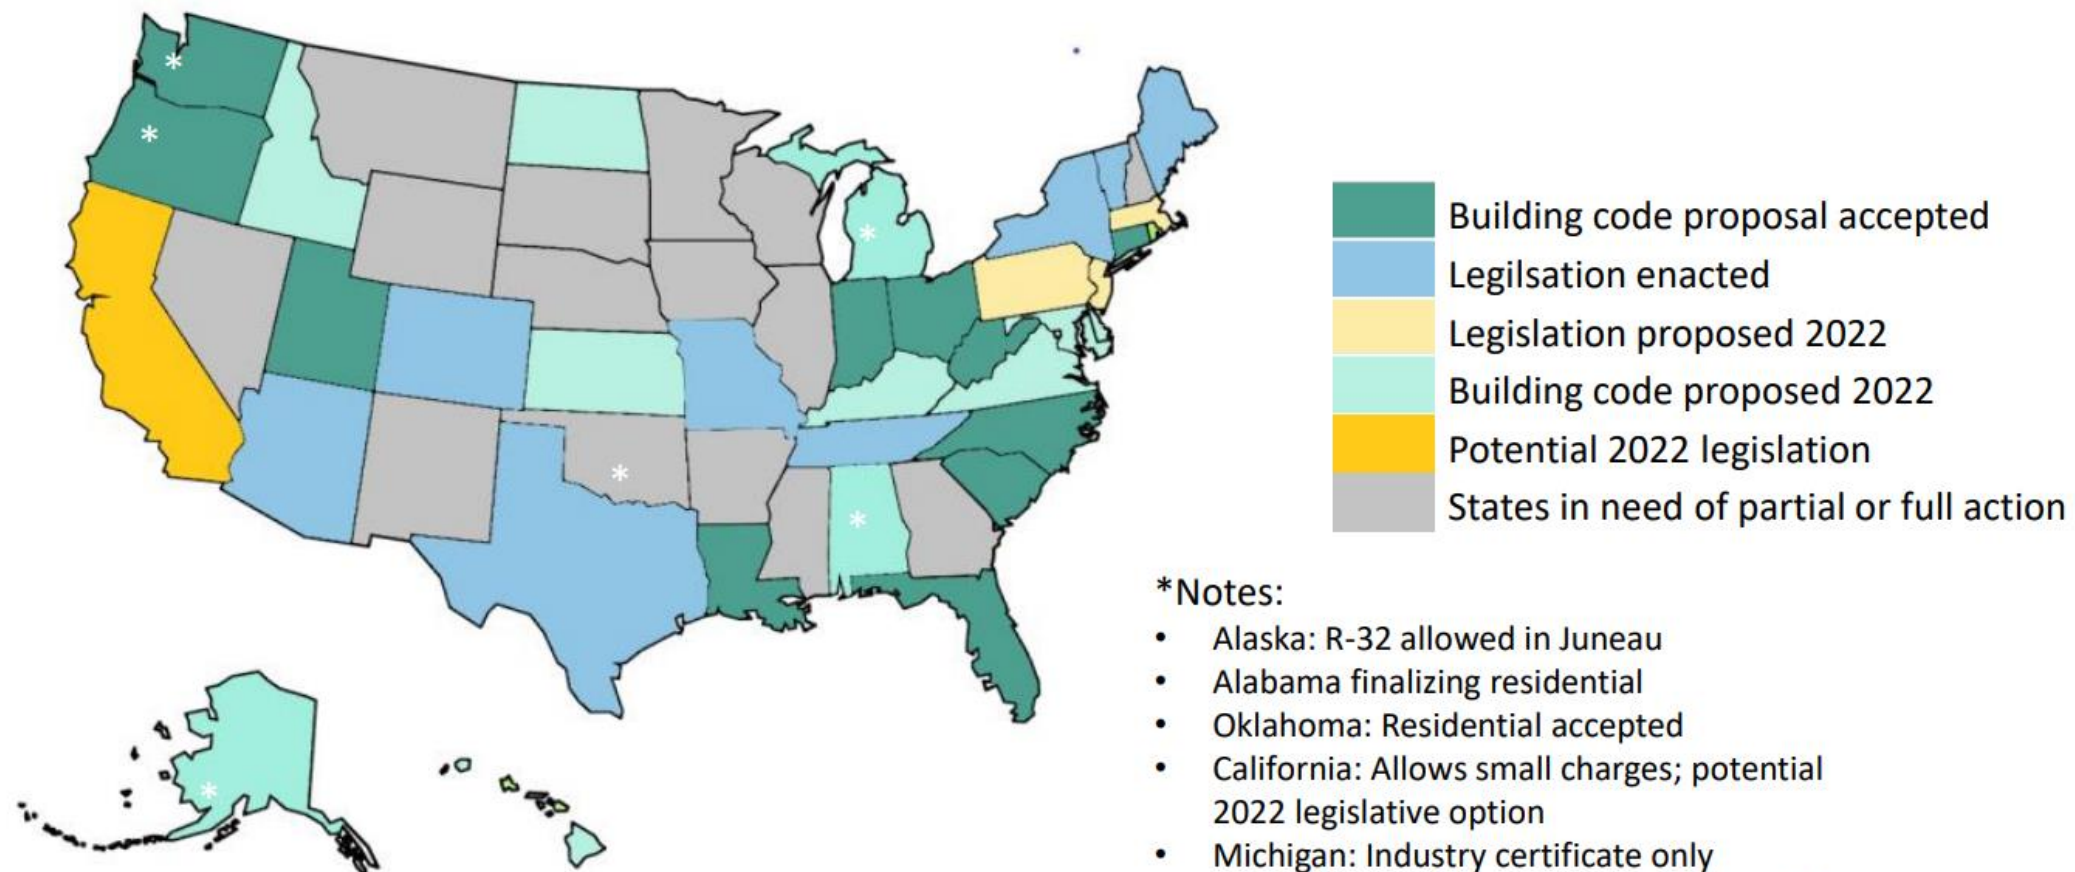 Building code proposal accepted
Legilsation enacted
Legislation proposed 2022
Building code proposed 2022
Potential 2022 legislation
States in need of partial or full action
*Notes:
• Alaska: R-32 allowed in Juneau
• Alabama finalizing residential
• Oklahoma: Residential accepted
• California: Allows small charges; potential
2022 legislative option
• Michigan: Industry certificate only
*
*
*
*
*
*